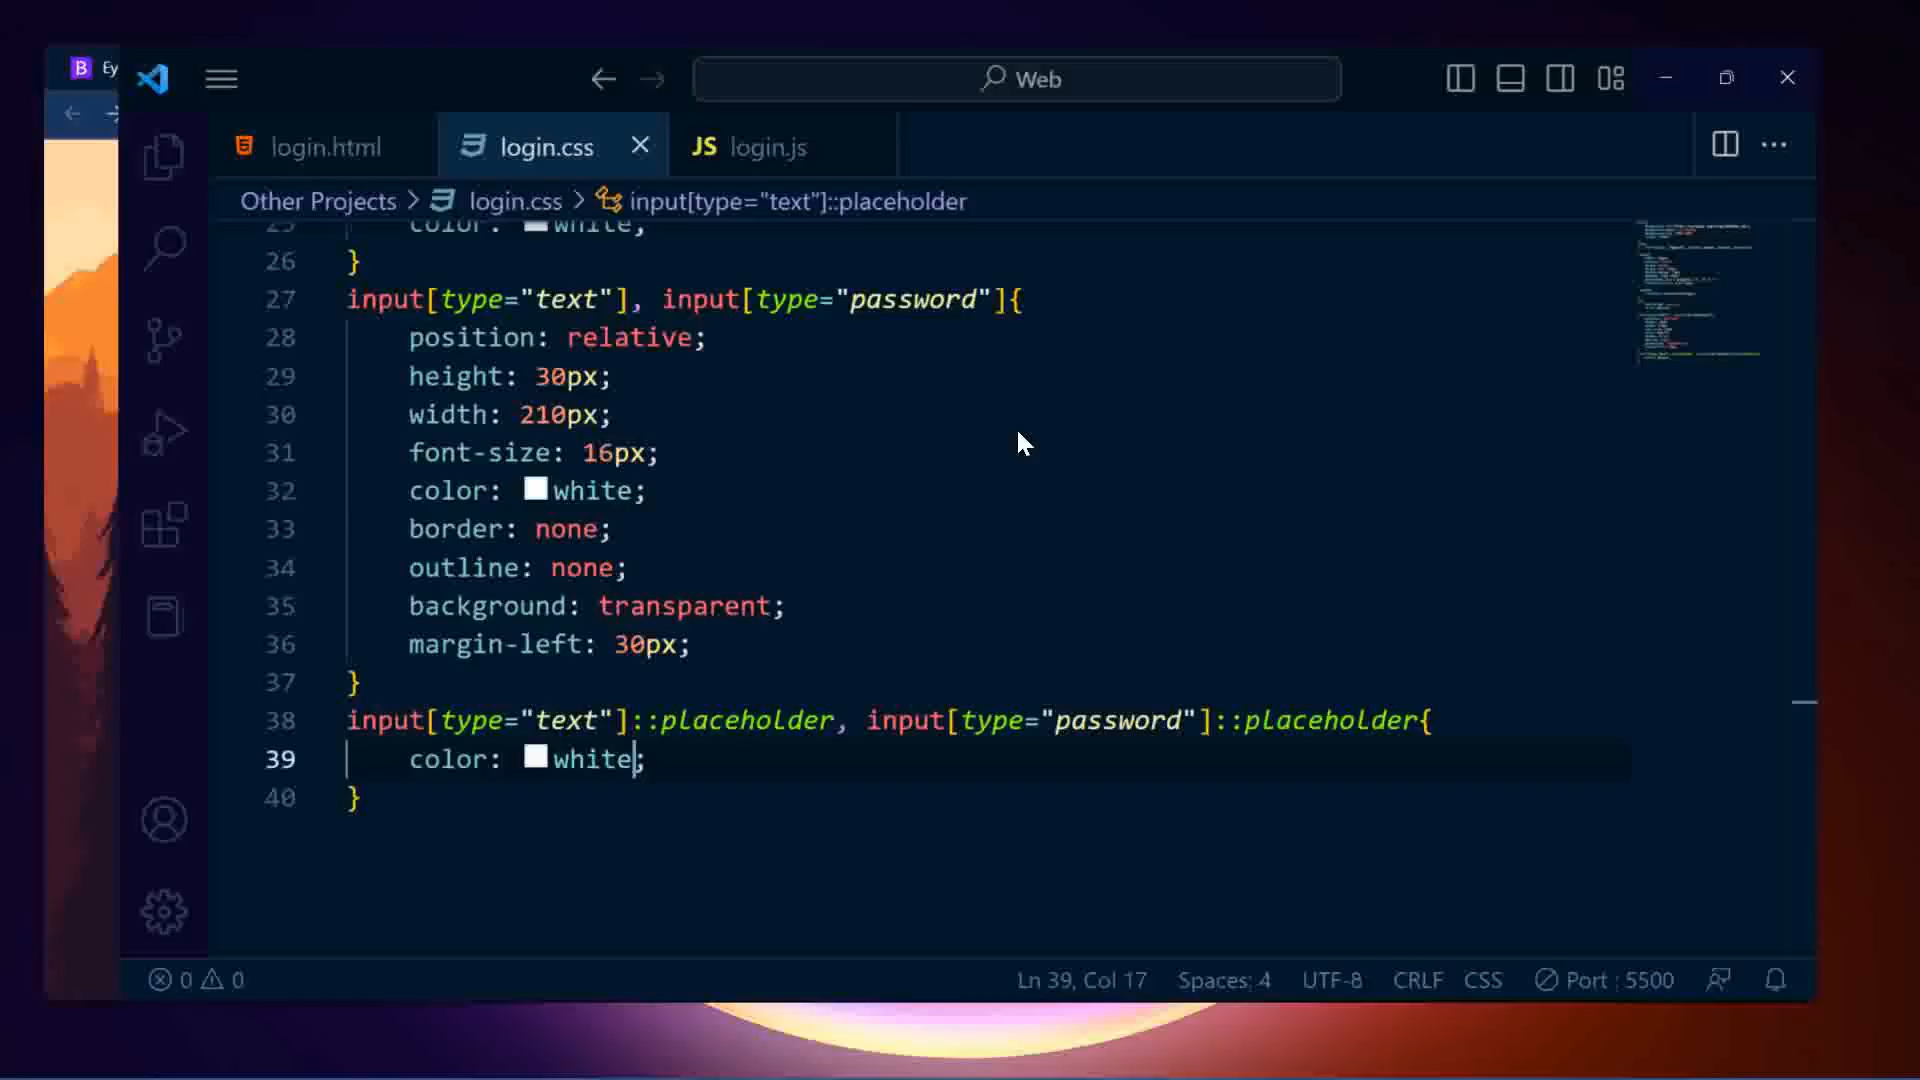 B Ey
Web
login.html
login.css
JS login.js
Other Projects > login.css > input[type="text"]::placeholder
25 color: white;
26 }
27 input[type="text"], input[type="password"]{
28 position: relative;
29 height: 30px;
30 width: 210px;
31 font-size: 16px;
32 color: white;
33 border: none;
34 outline: none;
35 background: transparent;
36 margin-left: 30px;
37 }
38 input[type="text"]::placeholder, input[type="password"]::placeholder{
39 color: white;
40 }
0 0
Ln 39, Col 17
Spaces: 4
UTF-8
CRLF
CSS
Port : 5500